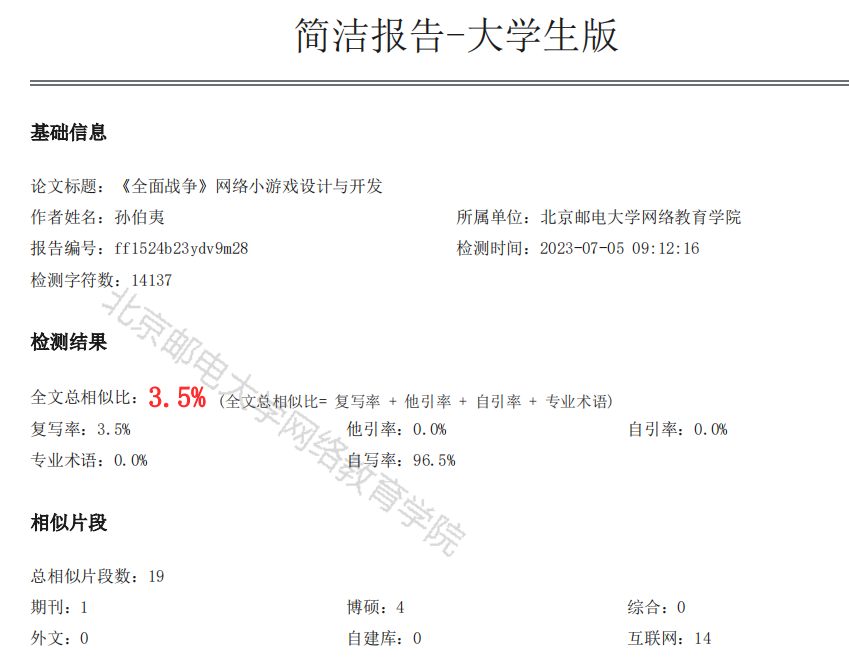 简洁报告-大学生版
基础信息
论文标题：《全面战争》网络小游戏设计与开发
作者姓名：孙伯夷 所属单位：北京邮电大学网络教育学院
报告编号：ff1524b23ydv9m28 检测时间：2023-07-05 09:12:16
检测字符数：14137
检测结果
全文总相似比：3.5% (全文总相似比= 复写率 + 他引率 + 自引率 + 专业术语)
复写率：3.5% 他引率：0.0% 自引率：0.0%
专业术语：0.0% 自写率：96.5%
相似片段
总相似片段数：19
期刊：1 博硕：4 综合：0
外文：0 自建库：0 互联网：14
北京邮电大学网络教育学院